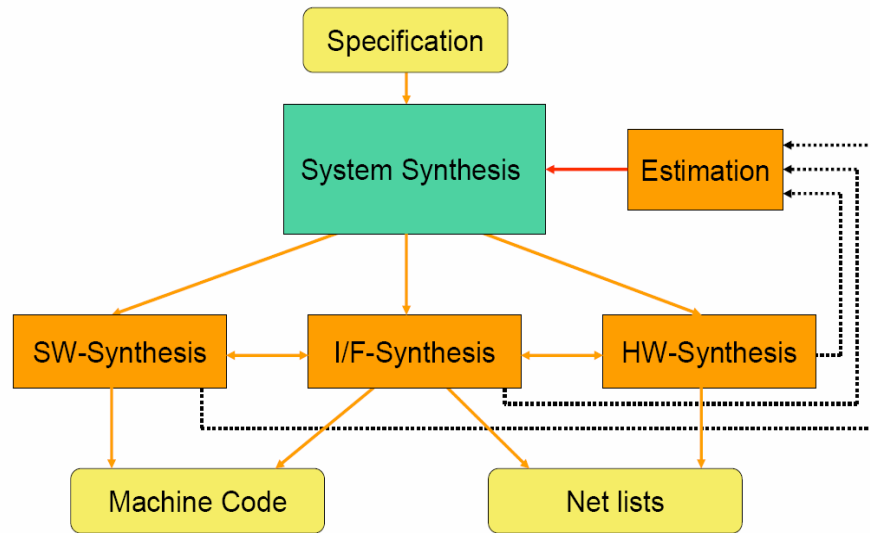 Specification
System Synthesis
Estimation
SW-Synthesis
I/F-Synthesis
HW-Synthesis
Machine Code
Net lists